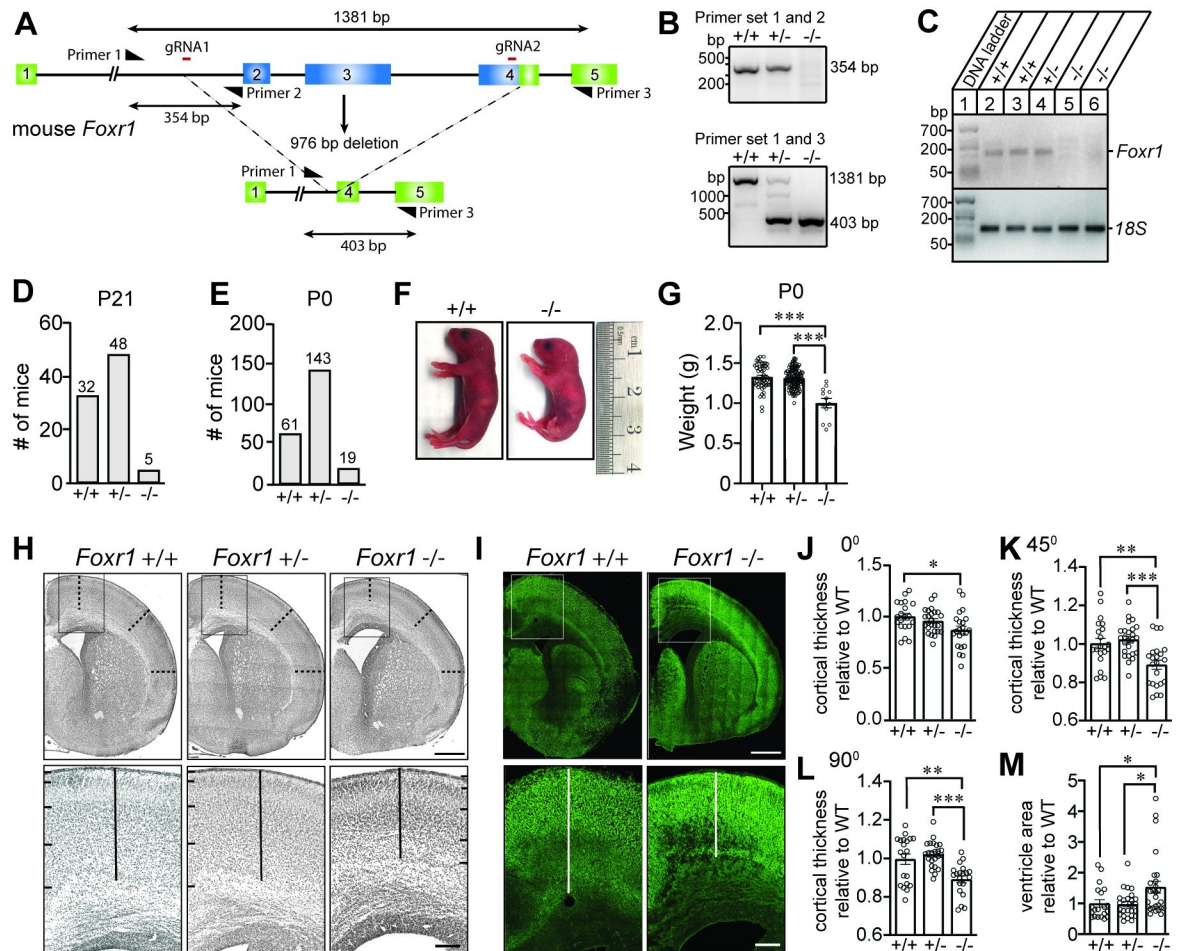 A
1381 bp
Primer 1
gRNA1
gRNA2
1
2
3
4
5
Primer 2
Primer 3
354 bp
mouse Foxr1
976 bp deletion
Primer 1
1
4
5
Primer 3
403 bp
B
Primer set 1 and 2
+/+ +/- -/-
bp
500
200
354 bp
Primer set 1 and 3
+/+ +/- -/-
bp
1000
500
1381 bp
403 bp
C
DNA ladder
+/+
+/+
+/-
-/-
-/-
bp
1 2 3 4 5 6
700
200
50
Foxr1
700
200
50
18S
D
P21
# of mice
60
40
20
0
32
48
5
+/+ +/- -/-
E
P0
# of mice
200
150
100
50
0
61
143
19
+/+ +/- -/-
F
+/+
-/-
0.5mm
cm
1
2
3
4
G
P0
Weight (g)
2.0
1.5
1.0
0.5
0
***
***
+/+ +/- -/-
H
Foxr1 +/+
Foxr1 +/-
Foxr1 -/-
I
Foxr1 +/+
Foxr1 -/-
J
0⁰
cortical thickness
relative to WT
1.5
1.0
0.5
0.0
*
+/+ +/- -/-
K
45⁰
cortical thickness
relative to WT
1.4
1.2
1.0
0.8
0.6
**
***
+/+ +/- -/-
L
90⁰
cortical thickness
relative to WT
1.4
1.2
1.0
0.8
0.6
**
***
+/+ +/- -/-
M
ventricle area
relative to WT
5
4
3
2
1
0
*
*
+/+ +/- -/-